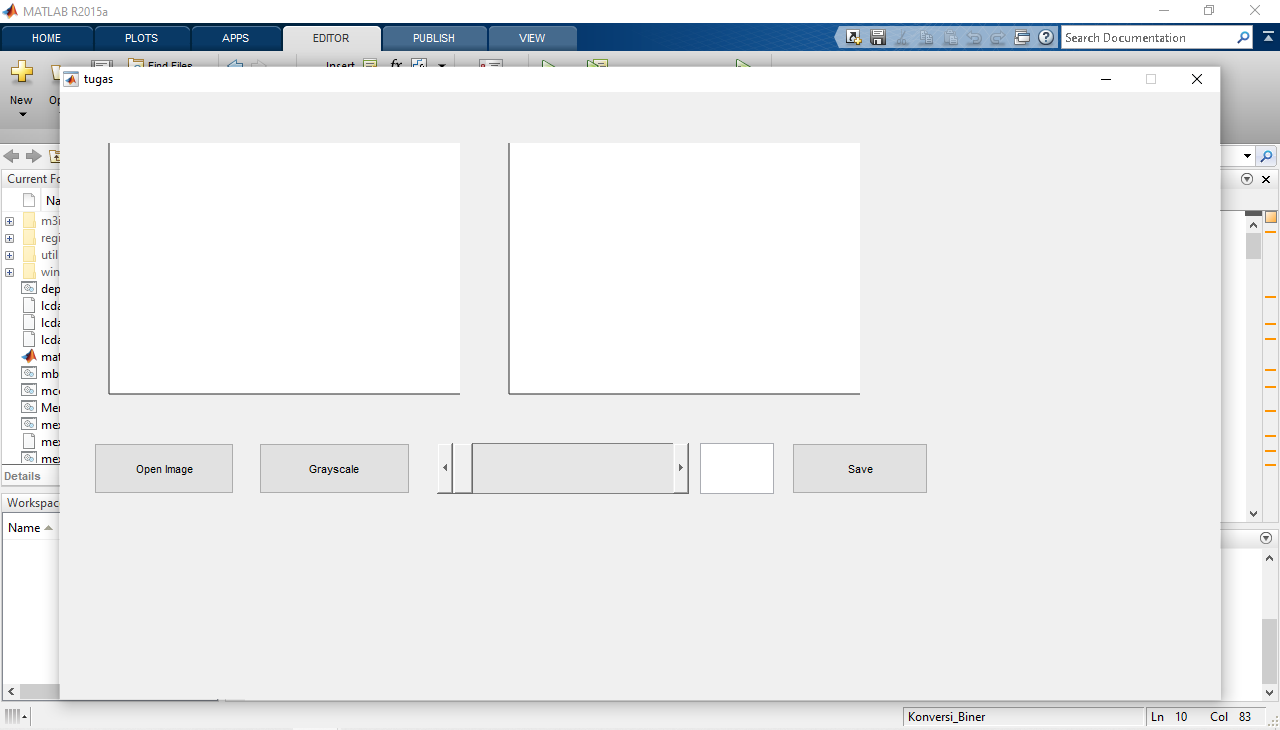 MATLAB R2015a
HOME PLOTS APPS EDITOR PUBLISH VIEW
Search Documentation
Find Files
Insert fx
New Op
tugas
Current Fo
Na
m3i
regi
util
win
dep
lcda
lcda
lcda
mat
mb
mcc
Mer
mex
mex
mex
Details
Workspac
Name
Open Image Grayscale Save
Konversi_Biner Ln 10 Col 83